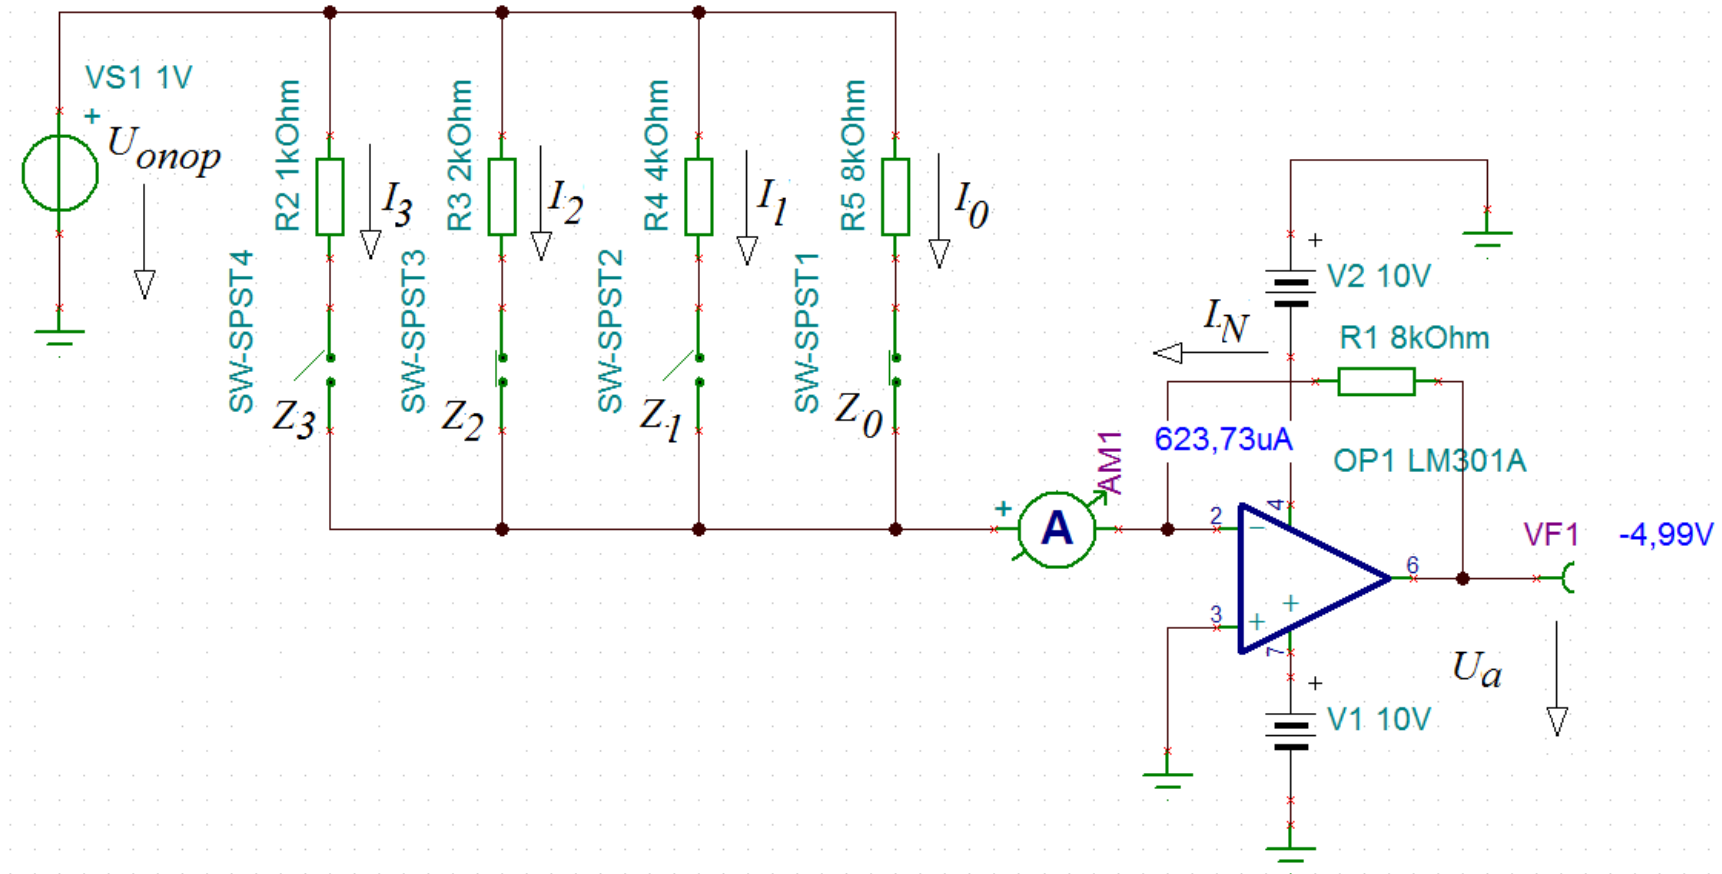 VS1 1V
+
Uопор
R2 1kOhm
I3
R3 2kOhm
I2
R4 4kOhm
I1
R5 8kOhm
I0
SW-SPST4
Z3
SW-SPST3
Z2
SW-SPST2
Z1
SW-SPST1
Z0
+
V2 10V
IN
R1 8kOhm
623,73uA
AM1
+
A
OP1 LM301A
2
−
4
3
+
+
7
6
VF1
-4,99V
Ua
+
V1 10V